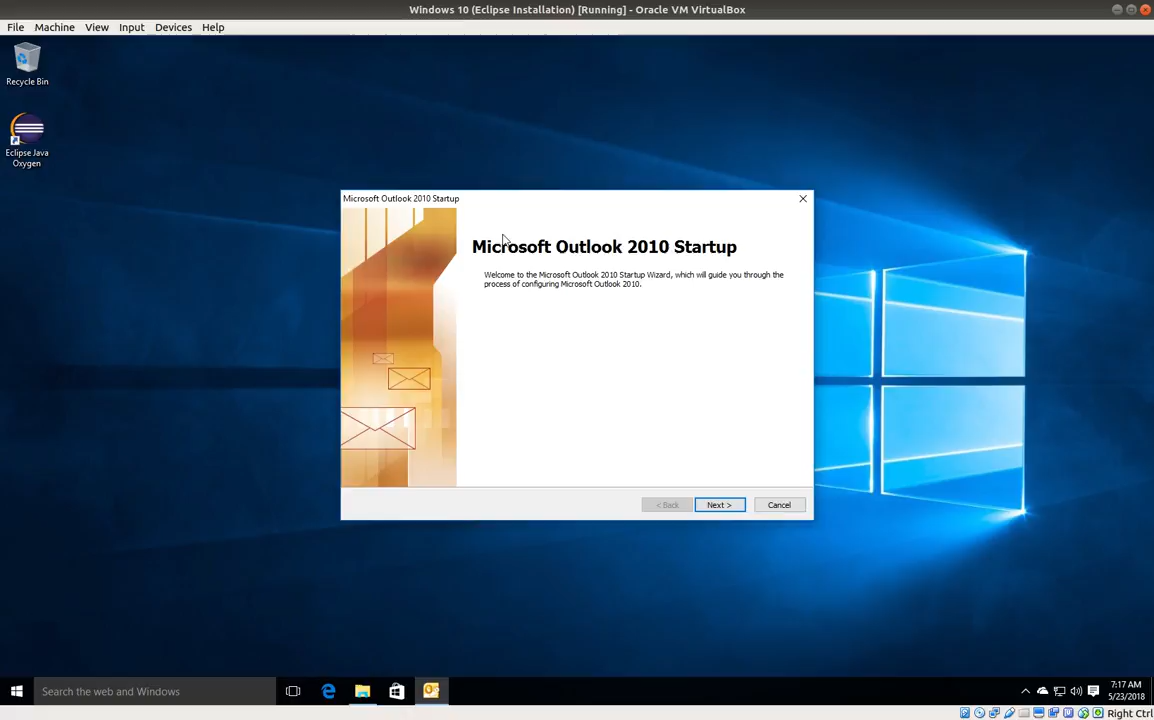 Windows 10 (Eclipse Installation) [Running] - Oracle VM VirtualBox
File Machine View Input Devices Help
Recycle Bin
Eclipse Java
Oxygen
Microsoft Outlook 2010 Startup
Microsoft Outlook 2010 Startup
Welcome to the Microsoft Outlook 2010 Startup Wizard, which will guide you through the
process of configuring Microsoft Outlook 2010.
< Back Next > Cancel
Search the web and Windows
7:17 AM
5/23/2018
Right Ctrl